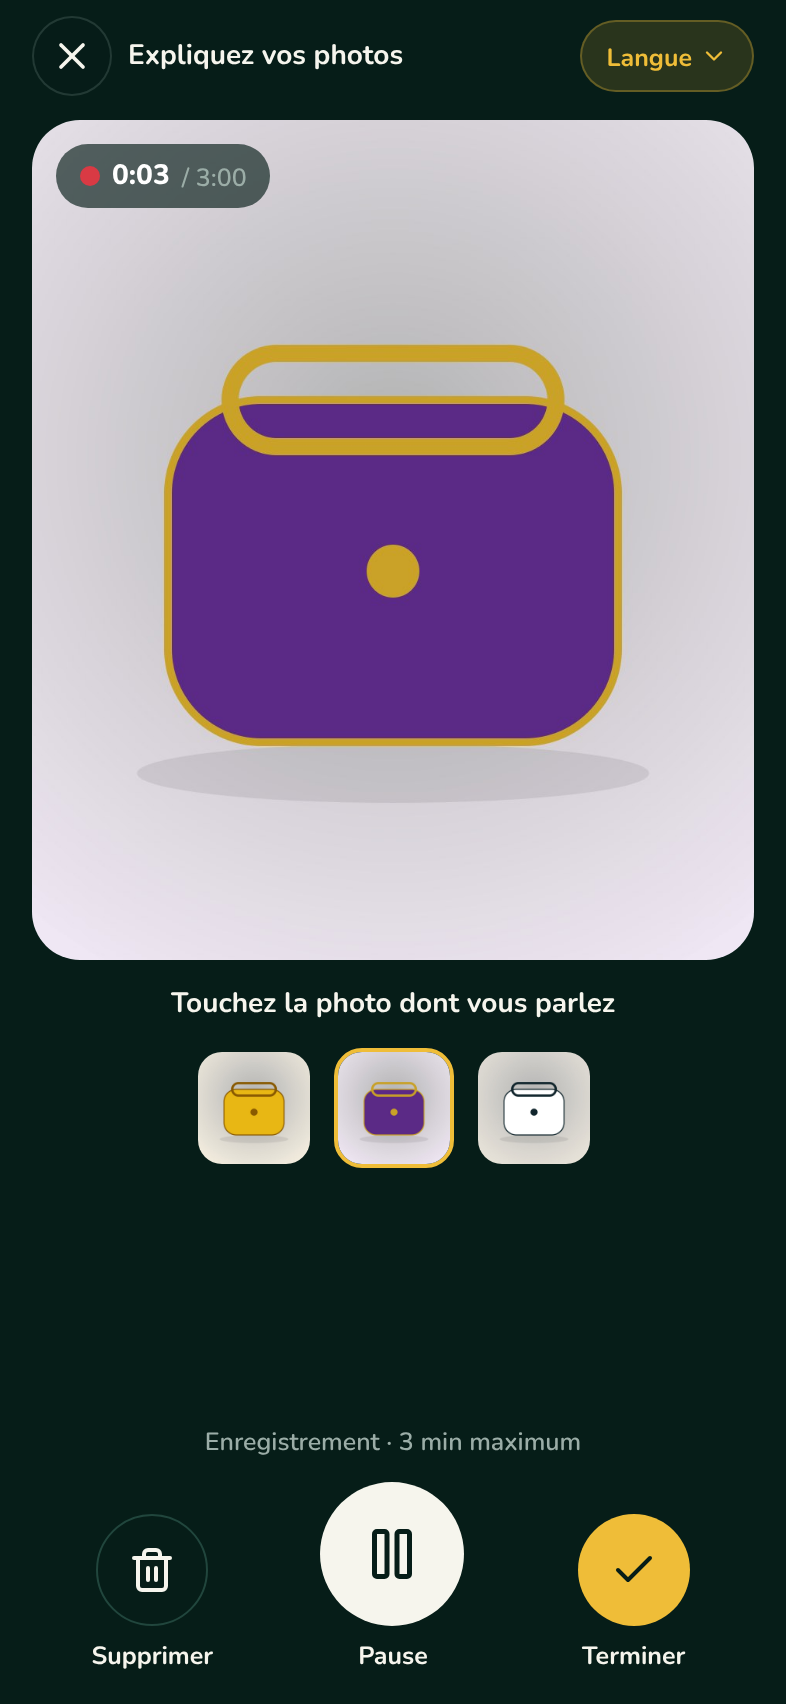 Expliquez vos photos
Langue
0:03 / 3:00
Touchez la photo dont vous parlez
Enregistrement · 3 min maximum
Supprimer
Pause
Terminer